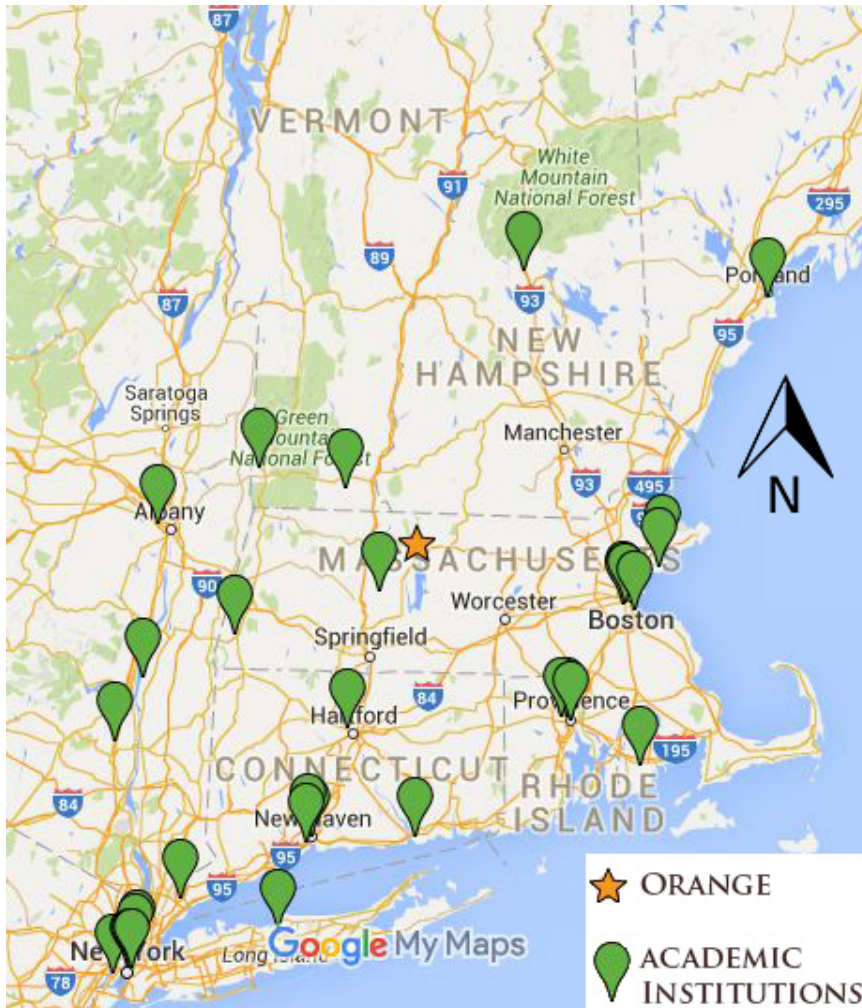 87
VERMONT
White
Mountain
National Forest
91
295
89
Portland
87
93
95
NEW
HAMPSHIRE
Saratoga
Springs
Green
Mountain
National Forest
Manchester
93
495
N
Albany
MASSACHUSETTS
90
Worcester
Boston
Springfield
84
Providence
Hartford
195
CONNECTICUT
RHODE
ISLAND
84
New Haven
95
95
ORANGE
New York
Long Island
Google My Maps
78
ACADEMIC
INSTITUTIONS